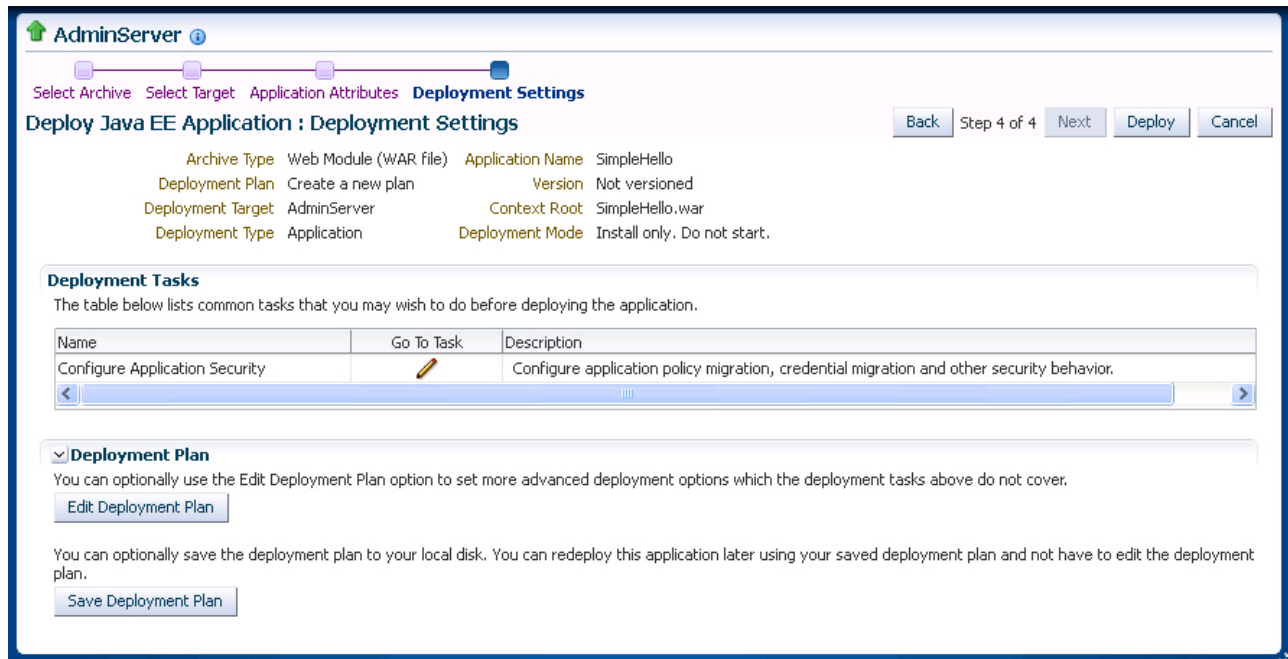 AdminServer
Select Archive Select Target Application Attributes Deployment Settings
Deploy Java EE Application : Deployment Settings
Back Step 4 of 4 Next Deploy Cancel
Archive Type Web Module (WAR file) Application Name SimpleHello
Deployment Plan Create a new plan Version Not versioned
Deployment Target AdminServer Context Root SimpleHello.war
Deployment Type Application Deployment Mode Install only. Do not start.
Deployment Tasks
The table below lists common tasks that you may wish to do before deploying the application.
Name Go To Task Description
Configure Application Security Configure application policy migration, credential migration and other security behavior.
Deployment Plan
You can optionally use the Edit Deployment Plan option to set more advanced deployment options which the deployment tasks above do not cover.
Edit Deployment Plan
You can optionally save the deployment plan to your local disk. You can redeploy this application later using your saved deployment plan and not have to edit the deployment
plan.
Save Deployment Plan